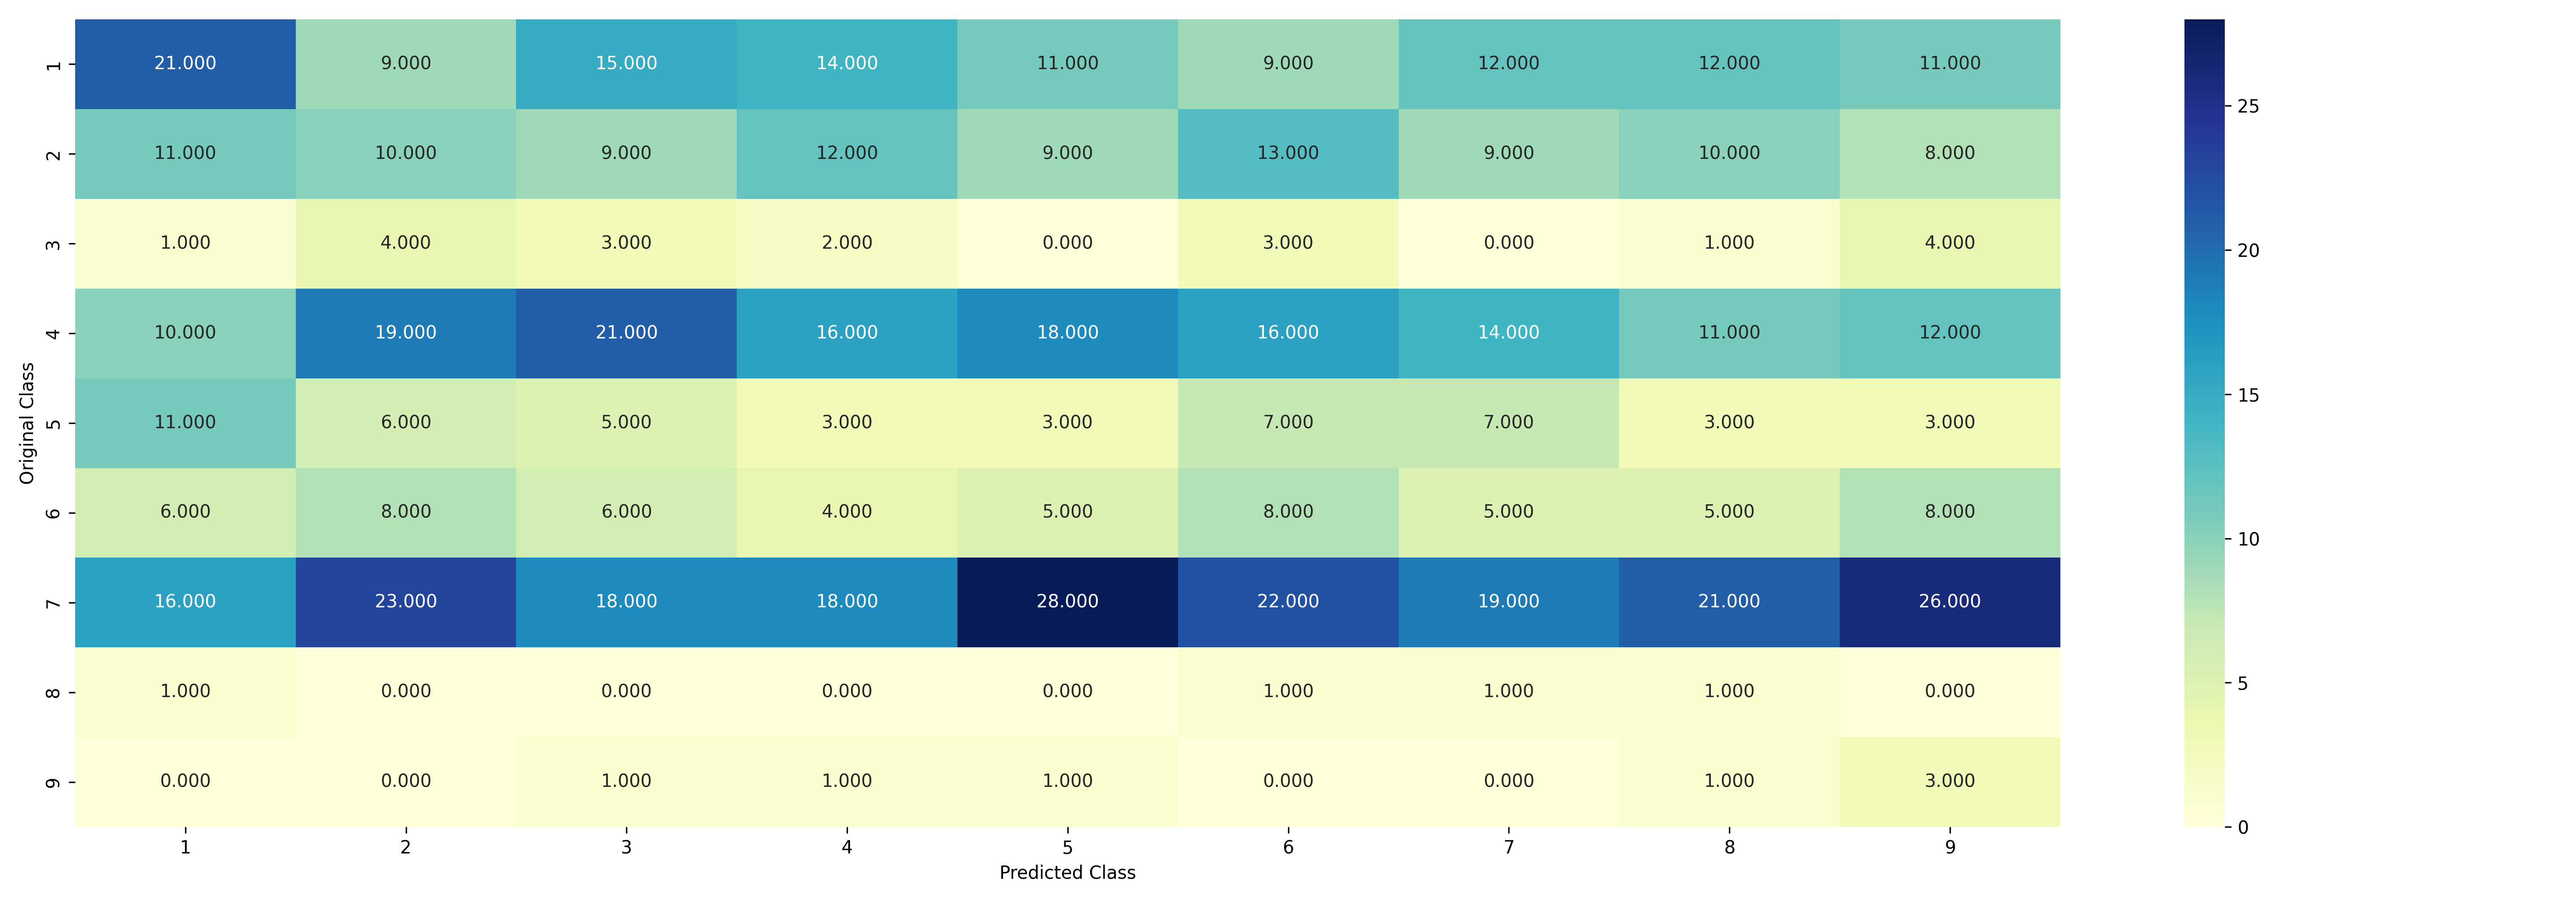 1 21.000 9.000 15.000 14.000 11.000 9.000 12.000 12.000 11.000
2 11.000 10.000 9.000 12.000 9.000 13.000 9.000 10.000 8.000
3 1.000 4.000 3.000 2.000 0.000 3.000 0.000 1.000 4.000
4 10.000 19.000 21.000 16.000 18.000 16.000 14.000 11.000 12.000
5 11.000 6.000 5.000 3.000 3.000 7.000 7.000 3.000 3.000
6 6.000 8.000 6.000 4.000 5.000 8.000 5.000 5.000 8.000
7 16.000 23.000 18.000 18.000 28.000 22.000 19.000 21.000 26.000
8 1.000 0.000 0.000 0.000 0.000 1.000 1.000 1.000 0.000
9 0.000 0.000 1.000 1.000 1.000 0.000 0.000 1.000 3.000
1 2 3 4 5 6 7 8 9
Predicted Class
Original Class
25
20
15
10
5
0